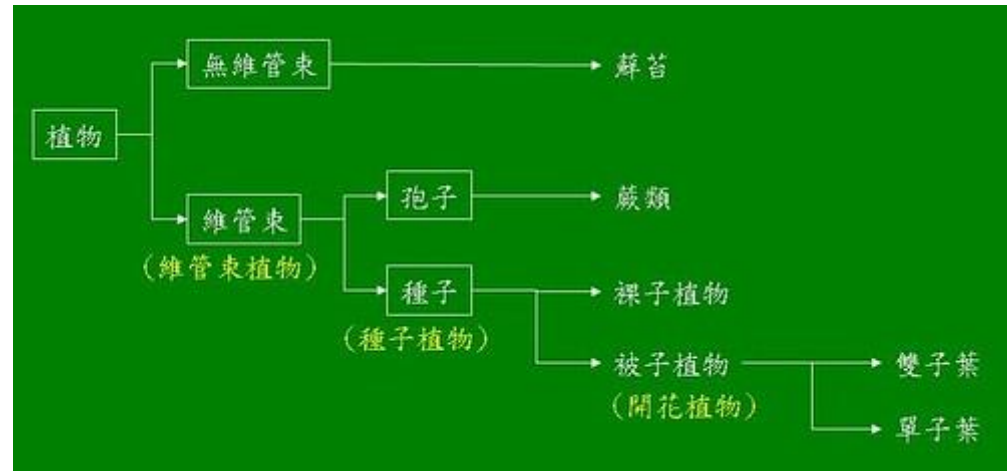 無維管束
蘚苔
植物
維管束
(維管束植物)
孢子
蕨類
種子
(種子植物)
裸子植物
被子植物
(開花植物)
雙子葉
單子葉